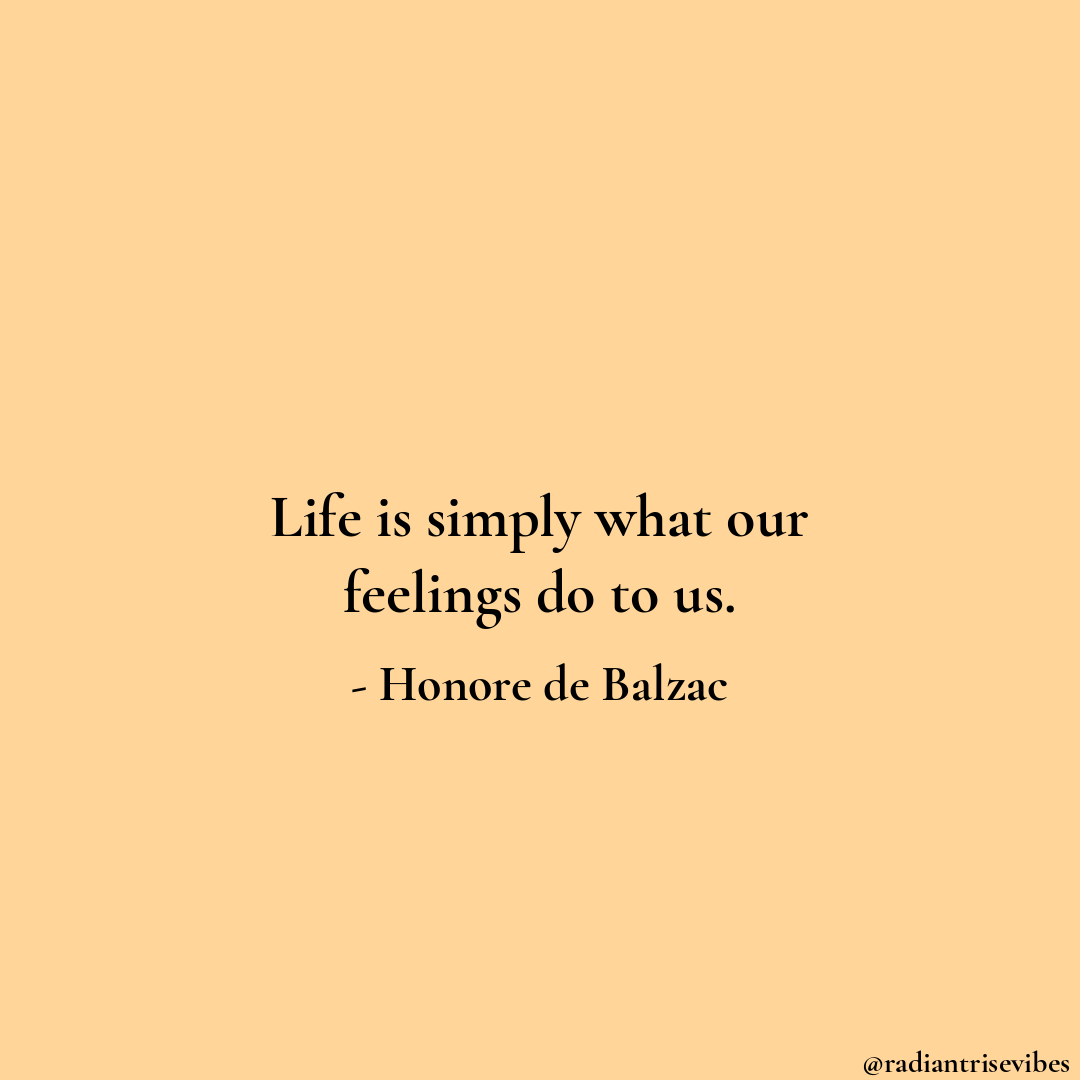 Life is simply what our
feelings do to us.
- Honore de Balzac
@radiantrisevibes